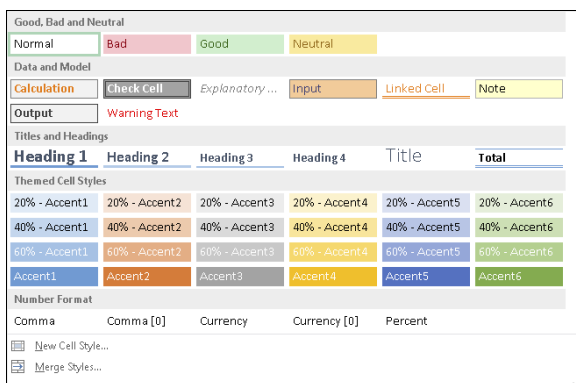 Good, Bad and Neutral
Normal Bad Good Neutral
Data and Model
Calculation Check Cell Explanatory ... Input Linked Cell Note
Output Warning Text
Titles and Headings
Heading 1 Heading 2 Heading 3 Heading 4 Title Total
Themed Cell Styles
20% - Accent1 20% - Accent2 20% - Accent3 20% - Accent4 20% - Accent5 20% - Accent6
40% - Accent1 40% - Accent2 40% - Accent3 40% - Accent4 40% - Accent5 40% - Accent6
60% - Accent1 60% - Accent2 60% - Accent3 60% - Accent4 60% - Accent5 60% - Accent6
Accent1 Accent2 Accent3 Accent4 Accent5 Accent6
Number Format
Comma Comma [0] Currency Currency [0] Percent
New Cell Style...
Merge Styles...